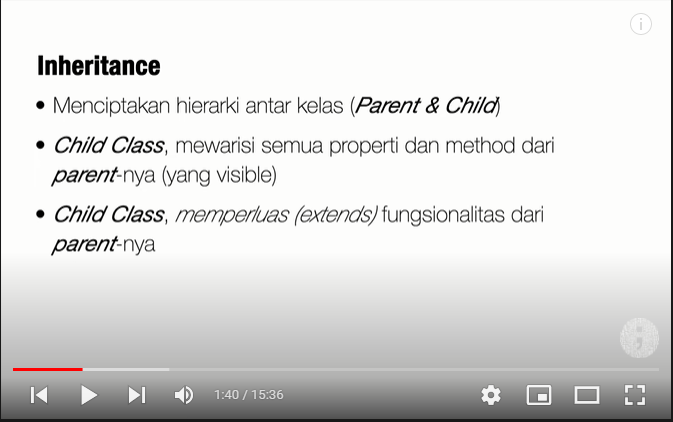 Inheritance
• Menciptakan hierarki antar kelas (Parent & Child)
• Child Class, mewarisi semua properti dan method dari
parent-nya (yang visible)
• Child Class, memperluas (extends) fungsionalitas dari
parent-nya
1:40 / 15:36